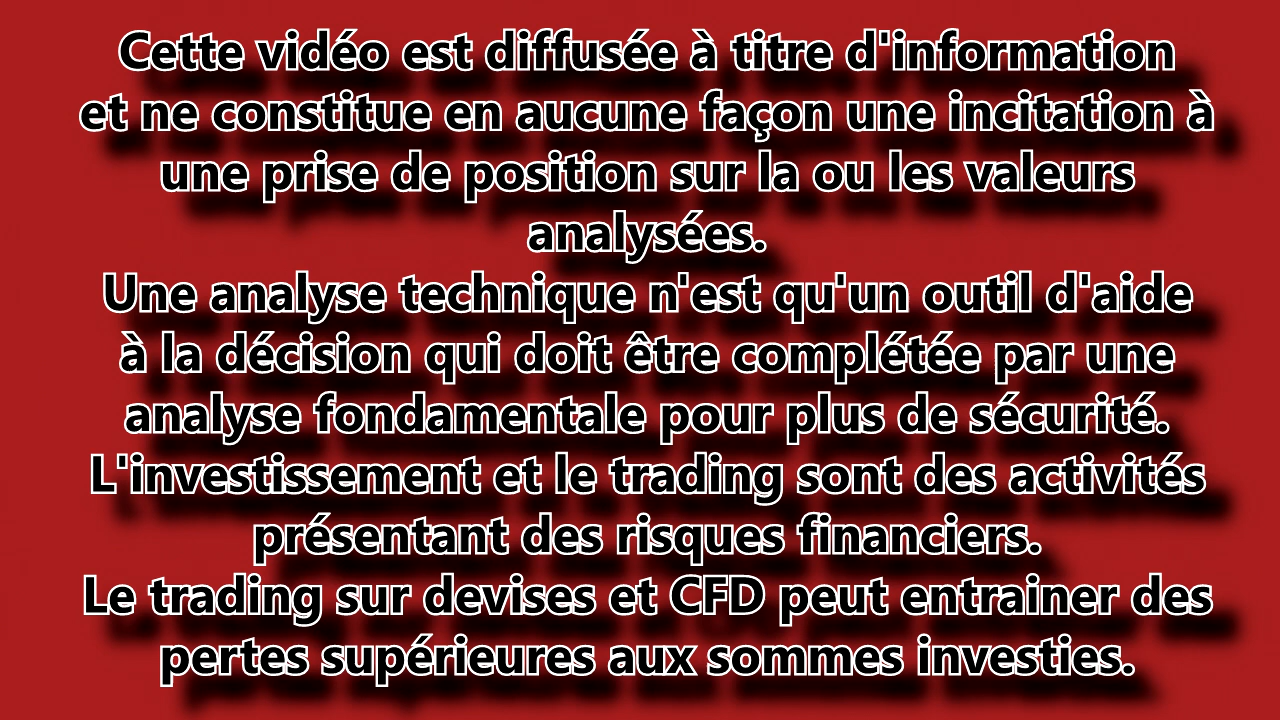 Cette vidéo est diffusée à titre d'information
et ne constitue en aucune façon une incitation à
une prise de position sur la ou les valeurs
analysées.
Une analyse technique n'est qu'un outil d'aide
à la décision qui doit être complétée par une
analyse fondamentale pour plus de sécurité.
L'investissement et le trading sont des activités
présentant des risques financiers.
Le trading sur devises et CFD peut entrainer des
pertes supérieures aux sommes investies.